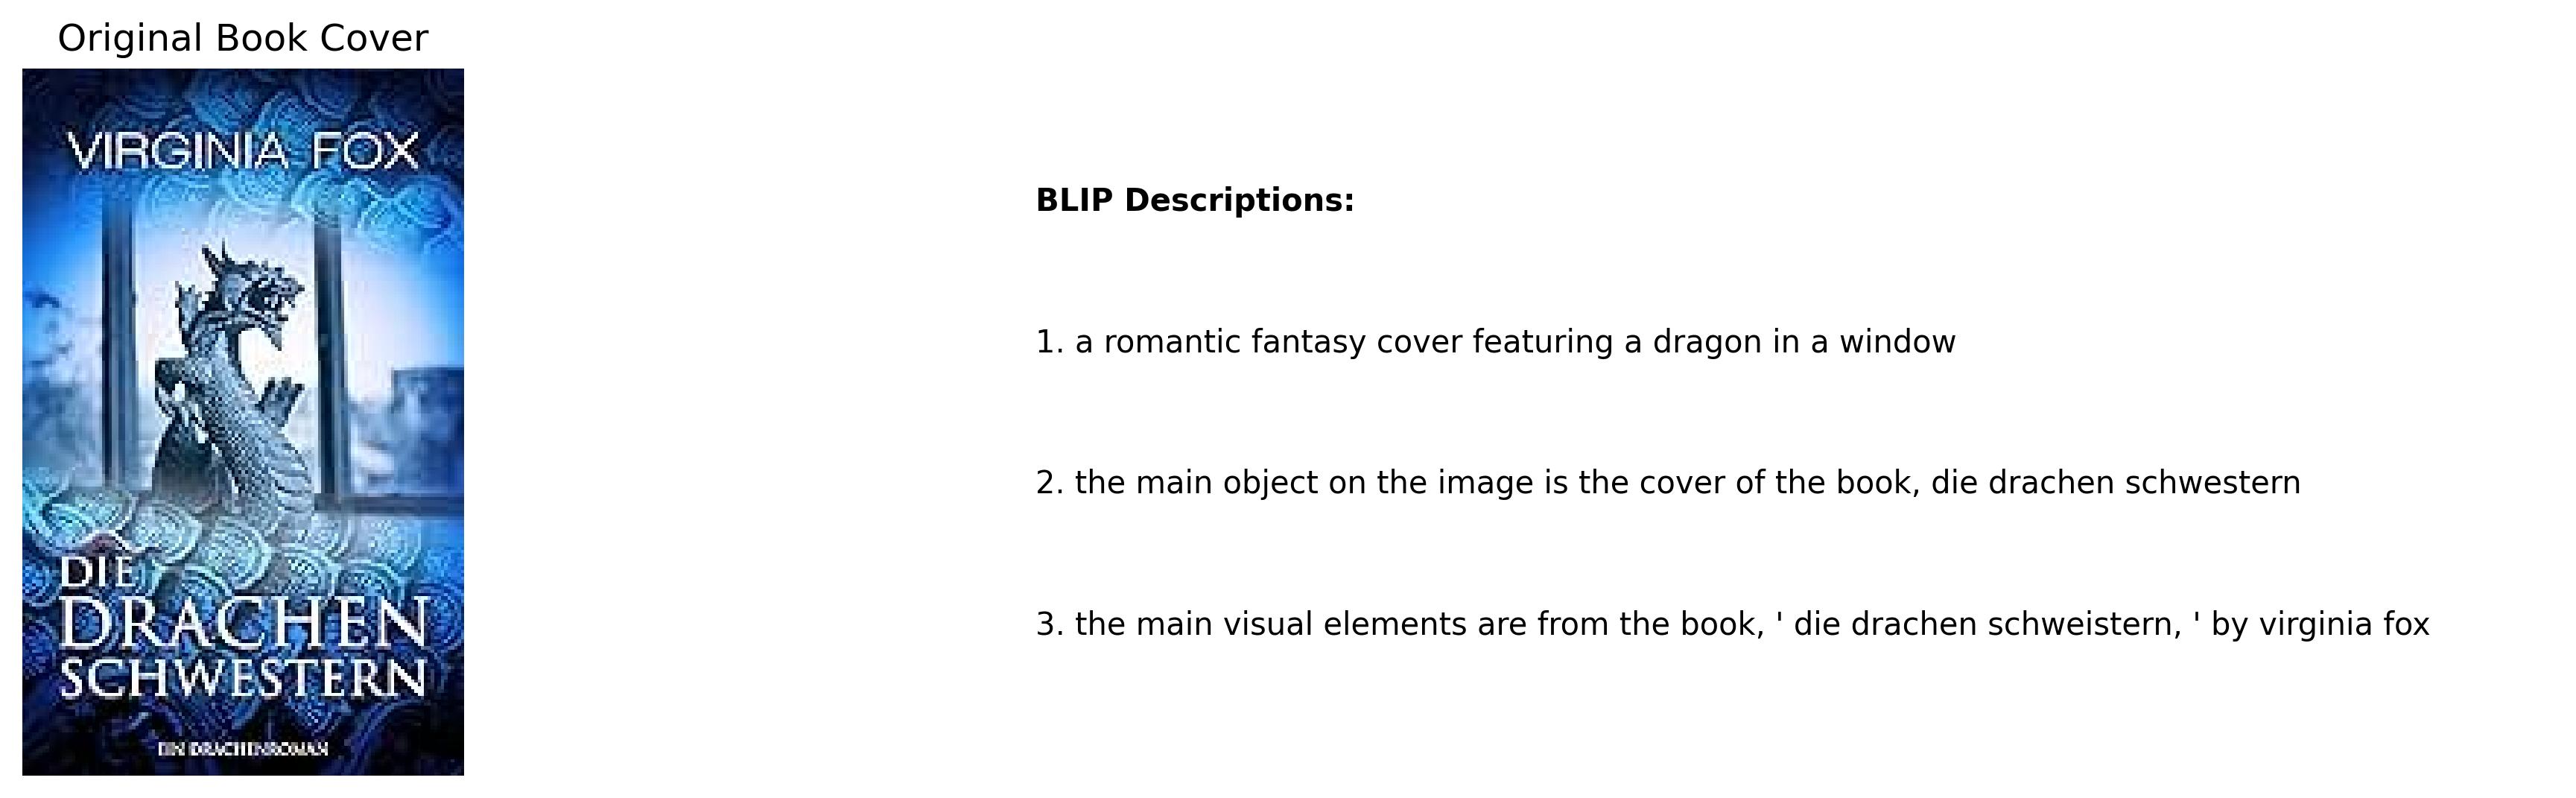 Original Book Cover
VIRGINIA FOX
DIE
DRACHEN
SCHWESTERN
EIN DRACHENROMAN
BLIP Descriptions:
1. a romantic fantasy cover featuring a dragon in a window
2. the main object on the image is the cover of the book, die drachen schwestern
3. the main visual elements are from the book, ' die drachen schweistern, ' by virginia fox